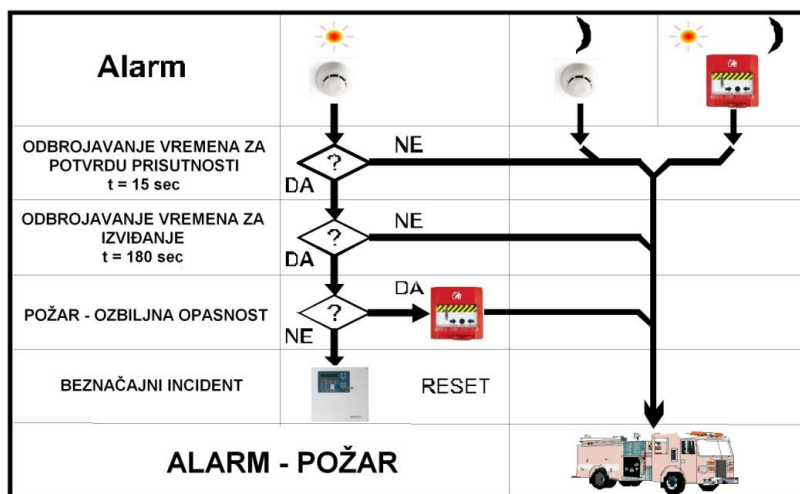 Alarm
ODBROJAVANJE VREMENA ZA
POTVRDU PRISUTNOSTI
t = 15 sec
?
NE
DA
ODBROJAVANJE VREMENA ZA
IZVIĐANJE
t = 180 sec
?
NE
DA
POŽAR - OZBILJNA OPASNOST
?
DA
NE
BEZNAČAJNI INCIDENT
RESET
ALARM - POŽAR